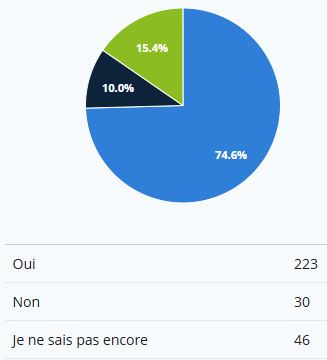 15.4%
10.0%
74.6%
Oui 223
Non 30
Je ne sais pas encore 46